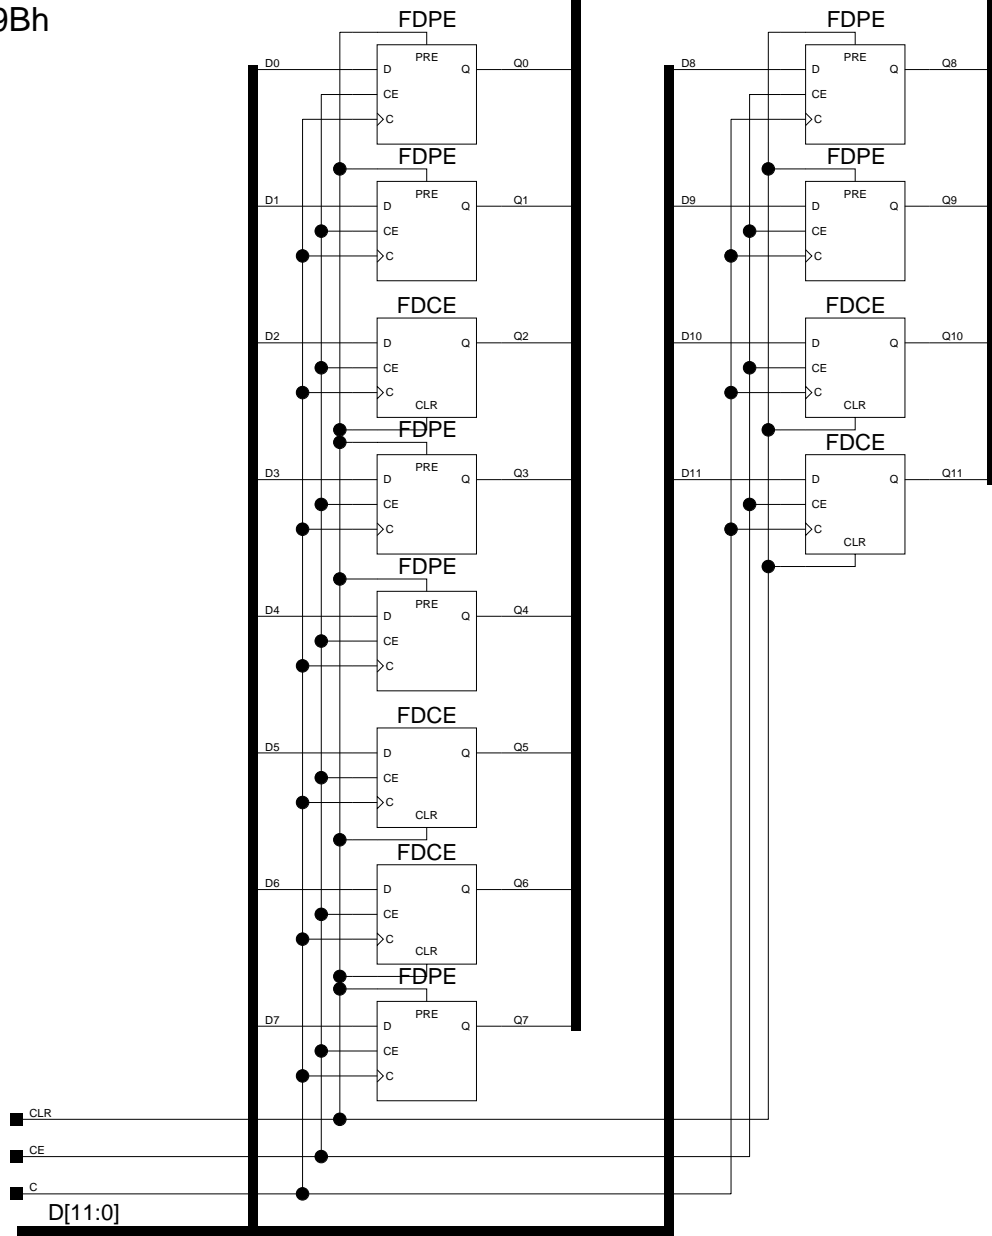 9Bh
FDPE
PRE
D0 D Q Q0
CE
C
FDPE
PRE
D1 D Q Q1
CE
C
FDCE
D2 D Q Q2
CE
C
CLR
FDPE
PRE
D3 D Q Q3
CE
C
FDPE
PRE
D4 D Q Q4
CE
C
FDCE
D5 D Q Q5
CE
C
CLR
FDCE
D6 D Q Q6
CE
C
CLR
FDPE
PRE
D7 D Q Q7
CE
C
FDPE
PRE
D8 D Q Q8
CE
C
FDPE
PRE
D9 D Q Q9
CE
C
FDCE
D10 D Q Q10
CE
C
CLR
FDCE
D11 D Q Q11
CE
C
CLR
CLR
CE
C
D[11:0]